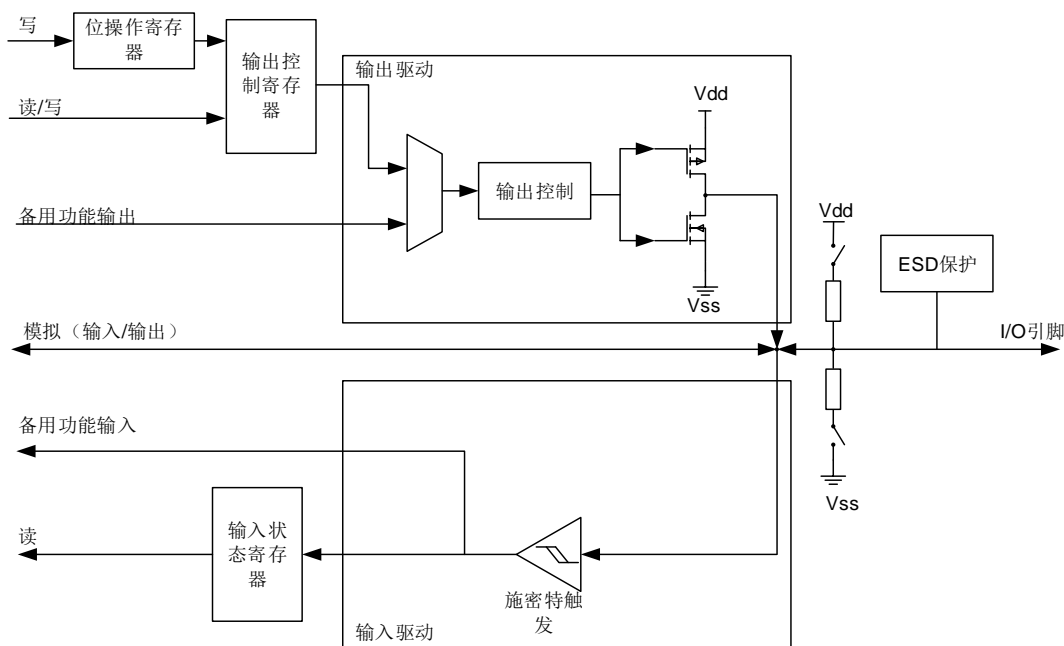 写
位操作寄存
器
输出控
制寄存
器
读/写
备用功能输出
输出驱动
Vdd
输出控制
Vss
Vdd
ESD保护
模拟（输入/输出）
I/O引脚
Vss
备用功能输入
读
输入状
态寄存
器
施密特触
发
输入驱动